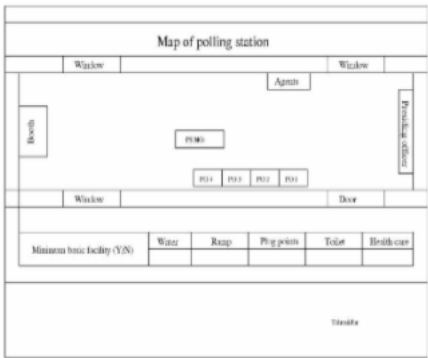 Map of polling station
Window Window
Agents
Booth
Presiding officer
PO4 PO3 PO2 PO1
Window Door
Minimum basic facility (Y/N) Water Ramp Plug points Toilet Health care